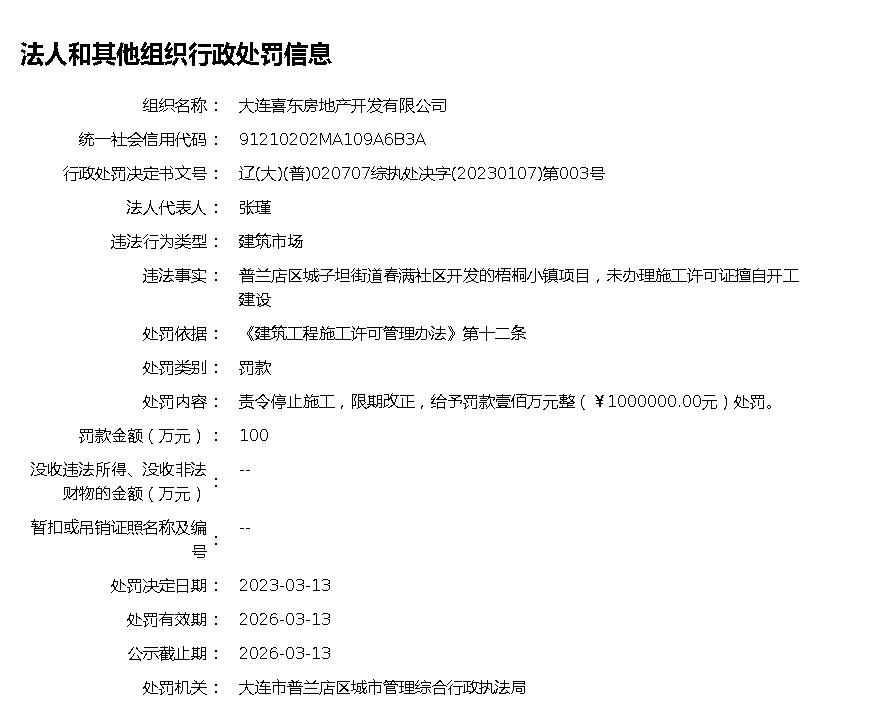 法人和其他组织行政处罚信息
组织名称： 大连喜东房地产开发有限公司
统一社会信用代码： 91210202MA109A6B3A
行政处罚决定书文号： 辽(大)(普)020707综执处决字(20230107)第003号
法人代表人： 张瑾
违法行为类型： 建筑市场
违法事实： 普兰店区城子坦街道春满社区开发的梧桐小镇项目，未办理施工许可证擅自开工
建设
处罚依据： 《建筑工程施工许可管理办法》第十二条
处罚类别： 罚款
处罚内容： 责令停止施工，限期改正，给予罚款壹佰万元整（￥1000000.00元）处罚。
罚款金额（万元）： 100
没收违法所得、没收非法
财物的金额（万元）： --
暂扣或吊销证照名称及编
号： --
处罚决定日期： 2023-03-13
处罚有效期： 2026-03-13
公示截止期： 2026-03-13
处罚机关： 大连市普兰店区城市管理综合行政执法局